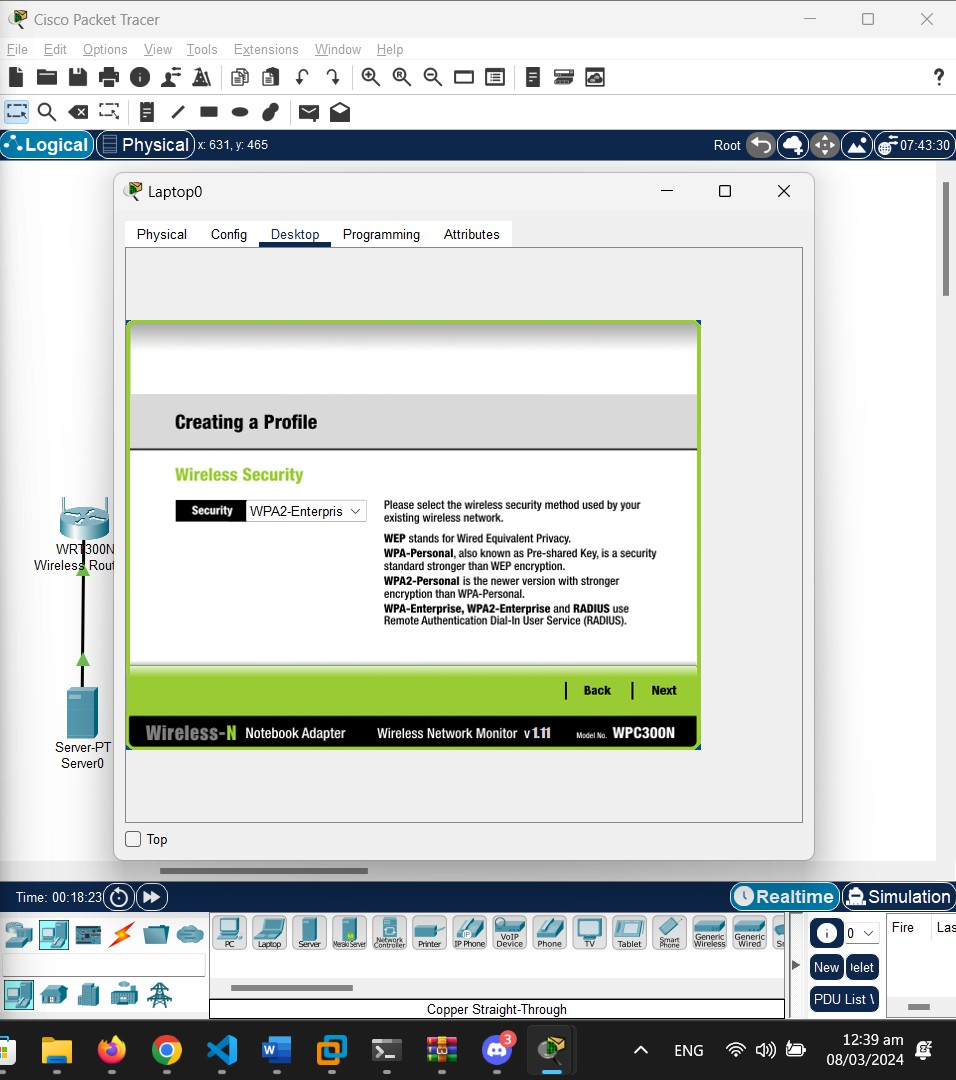 Cisco Packet Tracer
File Edit Options View Tools Extensions Window Help
Logical Physical x: 631, y: 465 Root 07:43:30
Laptop0
Physical Config Desktop Programming Attributes
Creating a Profile
Wireless Security
Security WPA2-Enterpris
Please select the wireless security method used by your
existing wireless network.
WEP stands for Wired Equivalent Privacy.
WPA-Personal, also known as Pre-shared Key, is a security
standard stronger than WEP encryption.
WPA2-Personal is the newer version with stronger
encryption than WPA-Personal.
WPA-Enterprise, WPA2-Enterprise and RADIUS use
Remote Authentication Dial-In User Service (RADIUS).
Back Next
Wireless-N Notebook Adapter Wireless Network Monitor v1.11 Model No. WPC300N
WRT300N
Wireless Rout
Server-PT
Server0
Top
Time: 00:18:23 Realtime Simulation
PC Laptop Server Meraki Server Network Controller Printer IP Phone VoIP Device Phone TV Tablet Smart Phone Generic Wireless Generic Wired
0 Fire Las
New Delet
PDU List
Copper Straight-Through
3
ENG
12:39 am
08/03/2024